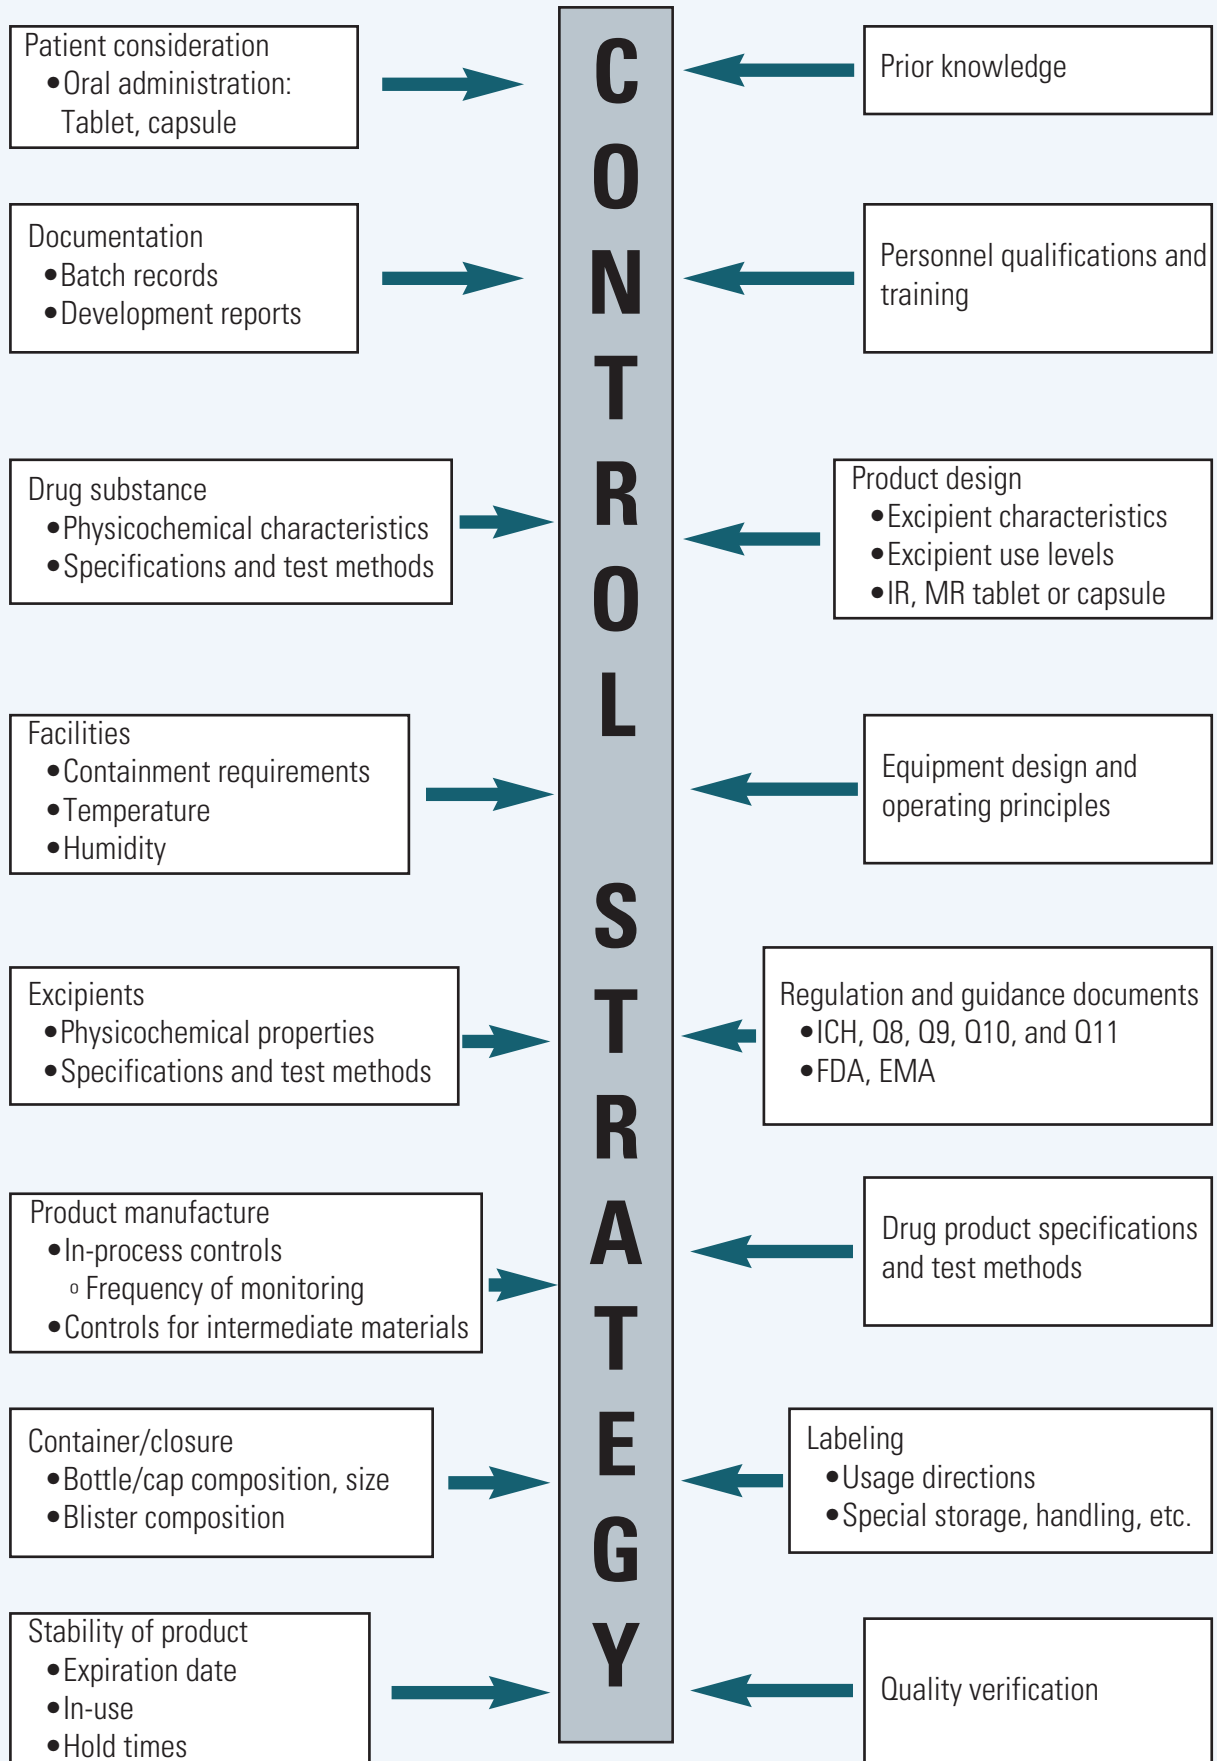 Patient consideration
•Oral administration:
Tablet, capsule
Documentation
•Batch records
•Development reports
Drug substance
•Physicochemical characteristics
•Specifications and test methods
Facilities
•Containment requirements
•Temperature
•Humidity
Excipients
•Physicochemical properties
•Specifications and test methods
Product manufacture
•In-process controls
o Frequency of monitoring
•Controls for intermediate materials
Container/closure
•Bottle/cap composition, size
•Blister composition
Stability of product
•Expiration date
•In-use
•Hold times
CONTROL STRATEGY
Prior knowledge
Personnel qualifications and
training
Product design
•Excipient characteristics
•Excipient use levels
•IR, MR tablet or capsule
Equipment design and
operating principles
Regulation and guidance documents
•ICH, Q8, Q9, Q10, and Q11
•FDA, EMA
Drug product specifications
and test methods
Labeling
•Usage directions
•Special storage, handling, etc.
Quality verification